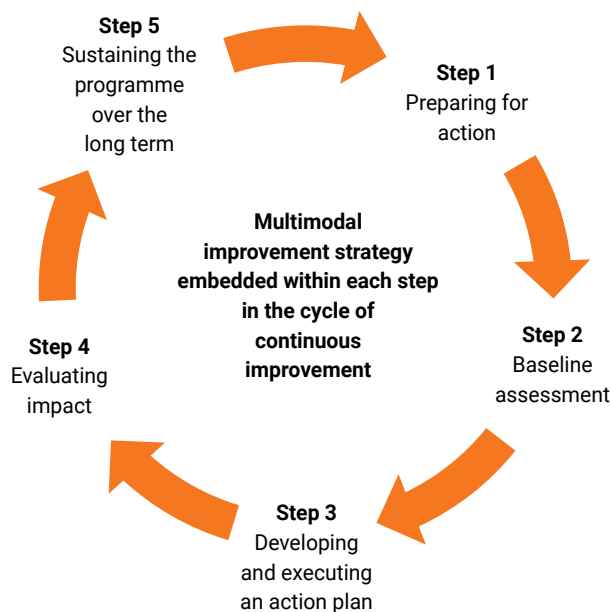 Step 5
Sustaining the
programme
over the
long term
Step 1
Preparing for
action
Multimodal
improvement strategy
embedded within each step
in the cycle of
continuous
improvement
Step 2
Baseline
assessment
Step 4
Evaluating
impact
Step 3
Developing
and executing
an action plan